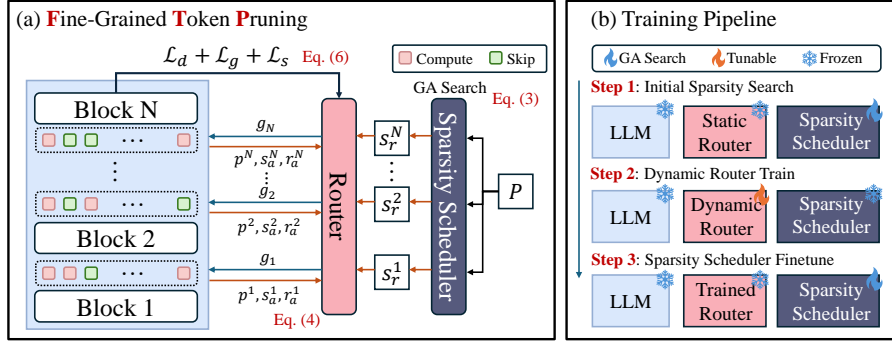 (a) Fine-Grained Token Pruning
ℒ_d + ℒ_g + ℒ_s Eq. (6)
Compute Skip
GA Search
Eq. (3)
Block N
⋯
g_N
p^N, s_a^N, r_a^N
s_r^N
⋮
⋮
⋮
g_2
⋯
p^2, s_a^2, r_a^2
s_r^2
Router
Sparsity Scheduler
P
Block 2
g_1
⋯
p^1, s_a^1, r_a^1
s_r^1
Block 1
Eq. (4)
(b) Training Pipeline
GA Search Tunable Frozen
Step 1: Initial Sparsity Search
LLM
Static
Router
Sparsity
Scheduler
Step 2: Dynamic Router Train
LLM
Dynamic
Router
Sparsity
Scheduler
Step 3: Sparsity Scheduler Finetune
LLM
Trained
Router
Sparsity
Scheduler